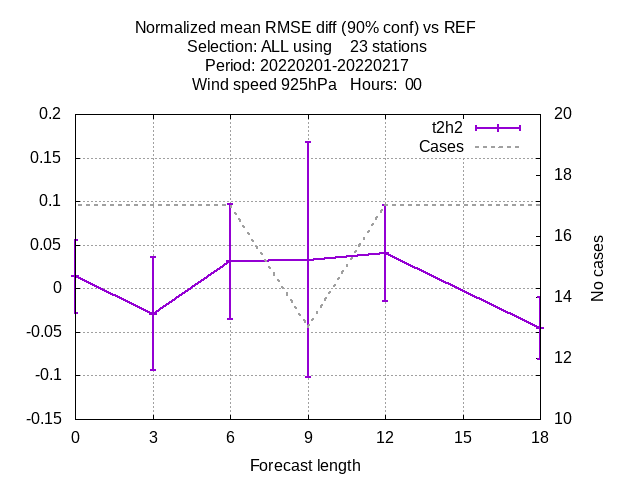 Normalized mean RMSE diff (90% conf) vs REF
Selection: ALL using    23 stations
Period: 20220201-20220217
Wind speed 925hPa   Hours:  00
0.2
0.15
0.1
0.05
0
-0.05
-0.1
-0.15
t2h2
Cases
20
18
16
14
12
10
No cases
0 3 6 9 12 15 18
Forecast length